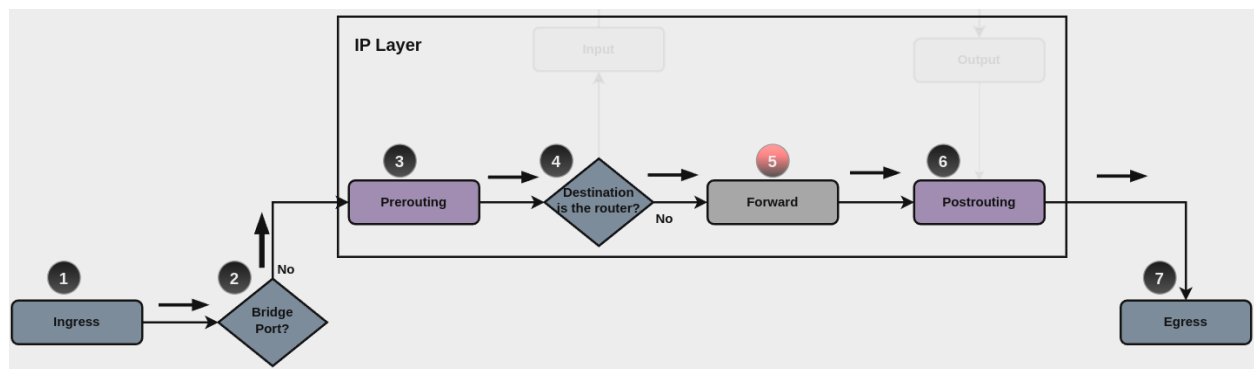 IP Layer
Input
Output
3
4
5
6
Prerouting
Destination
is the router?
No
Forward
Postrouting
1
2
No
7
Ingress
Bridge
Port?
Egress